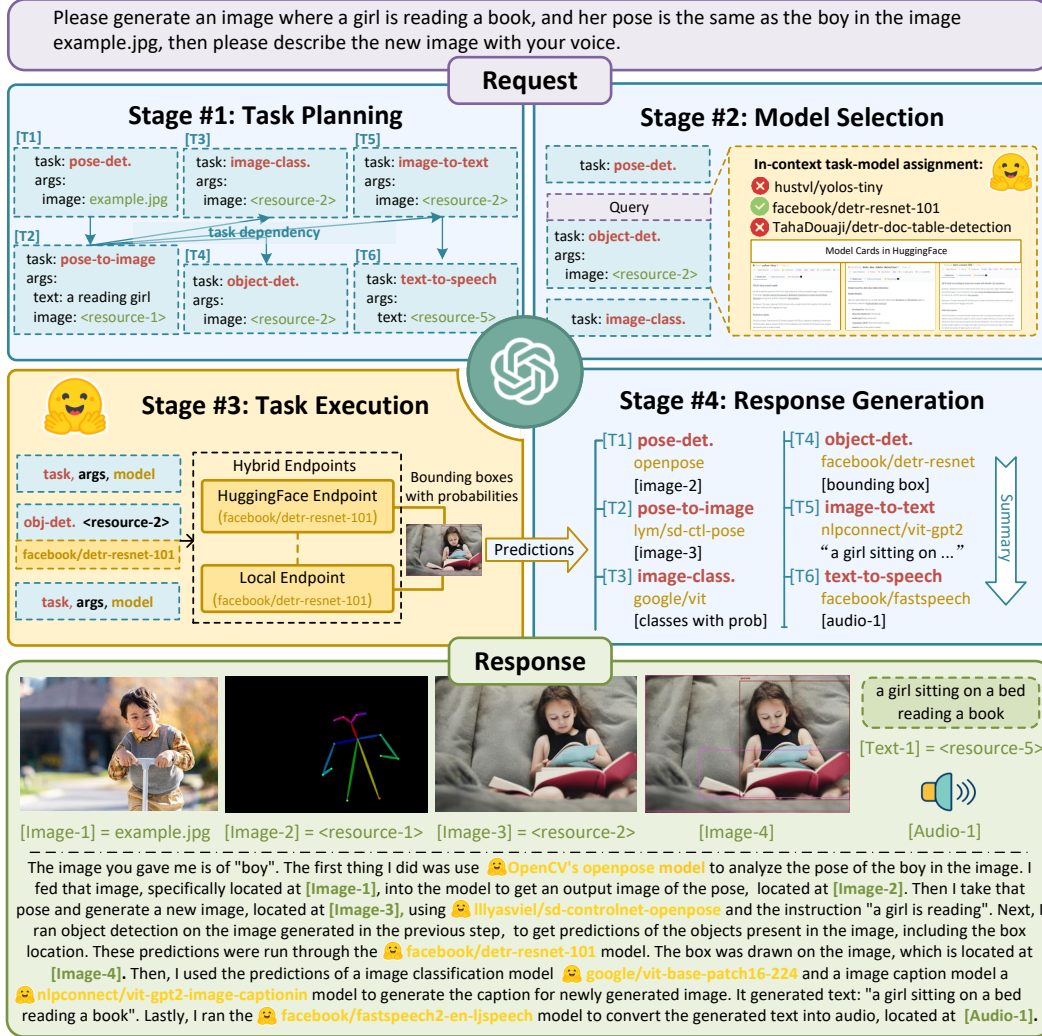 Please generate an image where a girl is reading a book, and her pose is the same as the boy in the image
example.jpg, then please describe the new image with your voice.
Request
Stage #1: Task Planning
[T1]
task: pose-det.
args:
image: example.jpg
[T3]
task: image-class.
args:
image: <resource-2>
[T5]
task: image-to-text
args:
image: <resource-2>
task dependency
[T2]
task: pose-to-image
args:
text: a reading girl
image: <resource-1>
[T4]
task: object-det.
args:
image: <resource-2>
[T6]
task: text-to-speech
args:
text: <resource-5>
Stage #2: Model Selection
task: pose-det.
Query
task: object-det.
args:
image: <resource-2>
task: image-class.
In-context task-model assignment:
hustvl/yolos-tiny
facebook/detr-resnet-101
TahaDouaji/detr-doc-table-detection
Model Cards in HuggingFace
Stage #3: Task Execution
task, args, model
obj-det. <resource-2>
facebook/detr-resnet-101
task, args, model
Hybrid Endpoints
HuggingFace Endpoint
(facebook/detr-resnet-101)
Local Endpoint
(facebook/detr-resnet-101)
Bounding boxes
with probabilities
Predictions
Stage #4: Response Generation
[T1] pose-det.
openpose
[image-2]
[T2] pose-to-image
lym/sd-ctl-pose
[image-3]
[T3] image-class.
google/vit
[classes with prob]
[T4] object-det.
facebook/detr-resnet
[bounding box]
[T5] image-to-text
nlpconnect/vit-gpt2
“a girl sitting on ...”
[T6] text-to-speech
facebook/fastspeech
[audio-1]
Summary
Response
a girl sitting on a bed
reading a book
[Text-1] = <resource-5>
[Image-1] = example.jpg
[Image-2] = <resource-1>
[Image-3] = <resource-2>
[Image-4]
[Audio-1]
The image you gave me is of "boy". The first thing I did was use OpenCV's openpose model to analyze the pose of the boy in the image. I
fed that image, specifically located at [Image-1], into the model to get an output image of the pose, located at [Image-2]. Then I take that
pose and generate a new image, located at [Image-3], using lllyasviel/sd-controlnet-openpose and the instruction "a girl is reading". Next, I
ran object detection on the image generated in the previous step, to get predictions of the objects present in the image, including the box
location. These predictions were run through the facebook/detr-resnet-101 model. The box was drawn on the image, which is located at
[Image-4]. Then, I used the predictions of a image classification model google/vit-base-patch16-224 and a image caption model a
nlpconnect/vit-gpt2-image-captionin model to generate the caption for newly generated image. It generated text: "a girl sitting on a bed
reading a book". Lastly, I ran the facebook/fastspeech2-en-ljspeech model to convert the generated text into audio, located at [Audio-1].